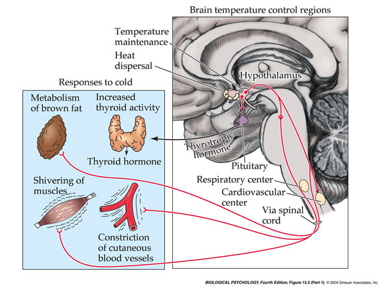 Brain temperature control regions
Temperature
maintenance
Heat
dispersal
Hypothalamus
Responses to cold
Metabolism
of brown fat
Increased
thyroid activity
Thyroid hormone
Thyrotropic
hormone
Pituitary
Respiratory center
Cardiovascular
center
Via spinal
cord
Shivering of
muscles
Constriction
of cutaneous
blood vessels
BIOLOGICAL PSYCHOLOGY, Fourth Edition, Figure 13.3 (Part 1) © 2004 Sinauer Associates, Inc.